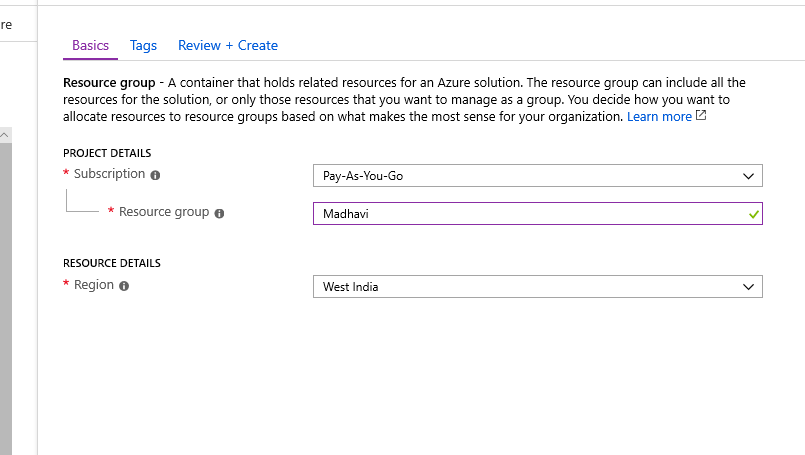 re
Basics Tags Review + Create
Resource group - A container that holds related resources for an Azure solution. The resource group can include all the
resources for the solution, or only those resources that you want to manage as a group. You decide how you want to
allocate resources to resource groups based on what makes the most sense for your organization. Learn more
PROJECT DETAILS
* Subscription Pay-As-You-Go
* Resource group Madhavi
RESOURCE DETAILS
* Region West India